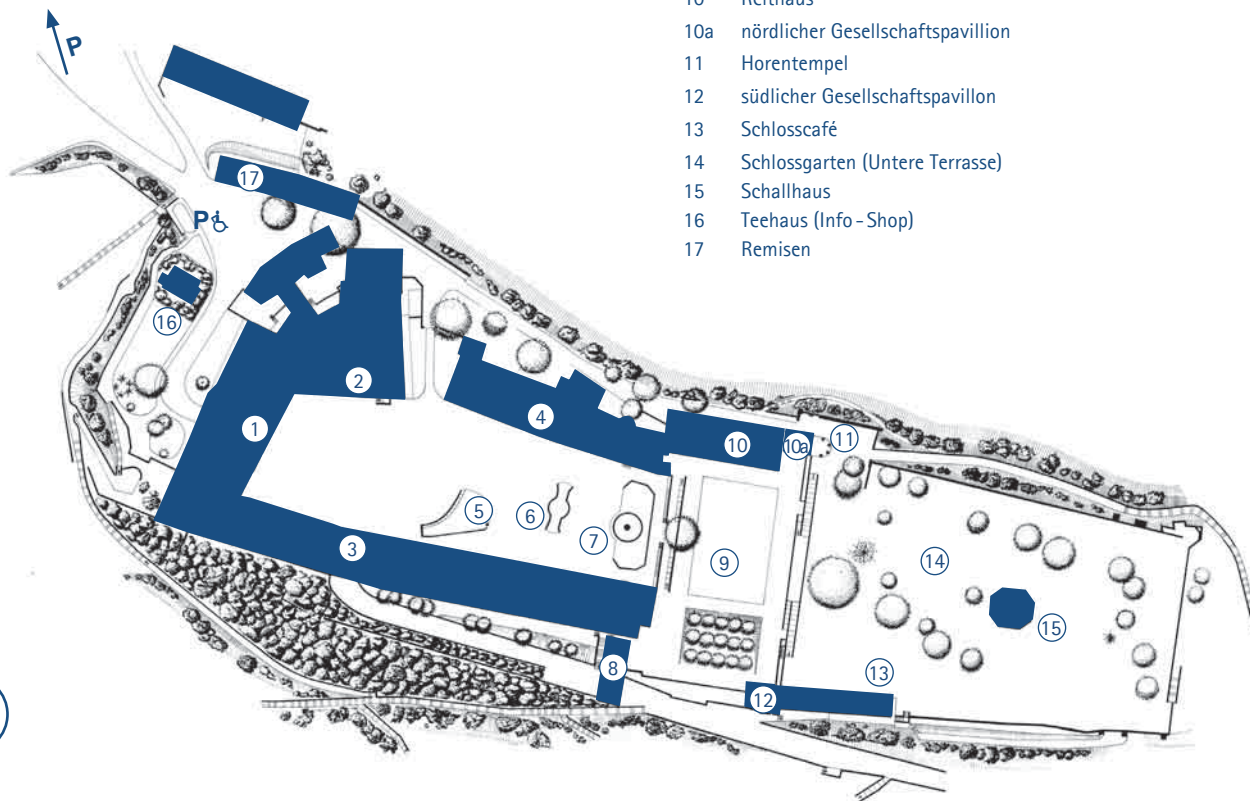 10 Reithaus
10a nördlicher Gesellschaftspavillion
11 Horentempel
12 südlicher Gesellschaftspavillon
13 Schlosscafé
14 Schlossgarten (Untere Terrasse)
15 Schallhaus
16 Teehaus (Info-Shop)
17 Remisen
P
17
P
16
2
1
4
10
10a
11
5
6
7
3
9
14
15
8
13
12